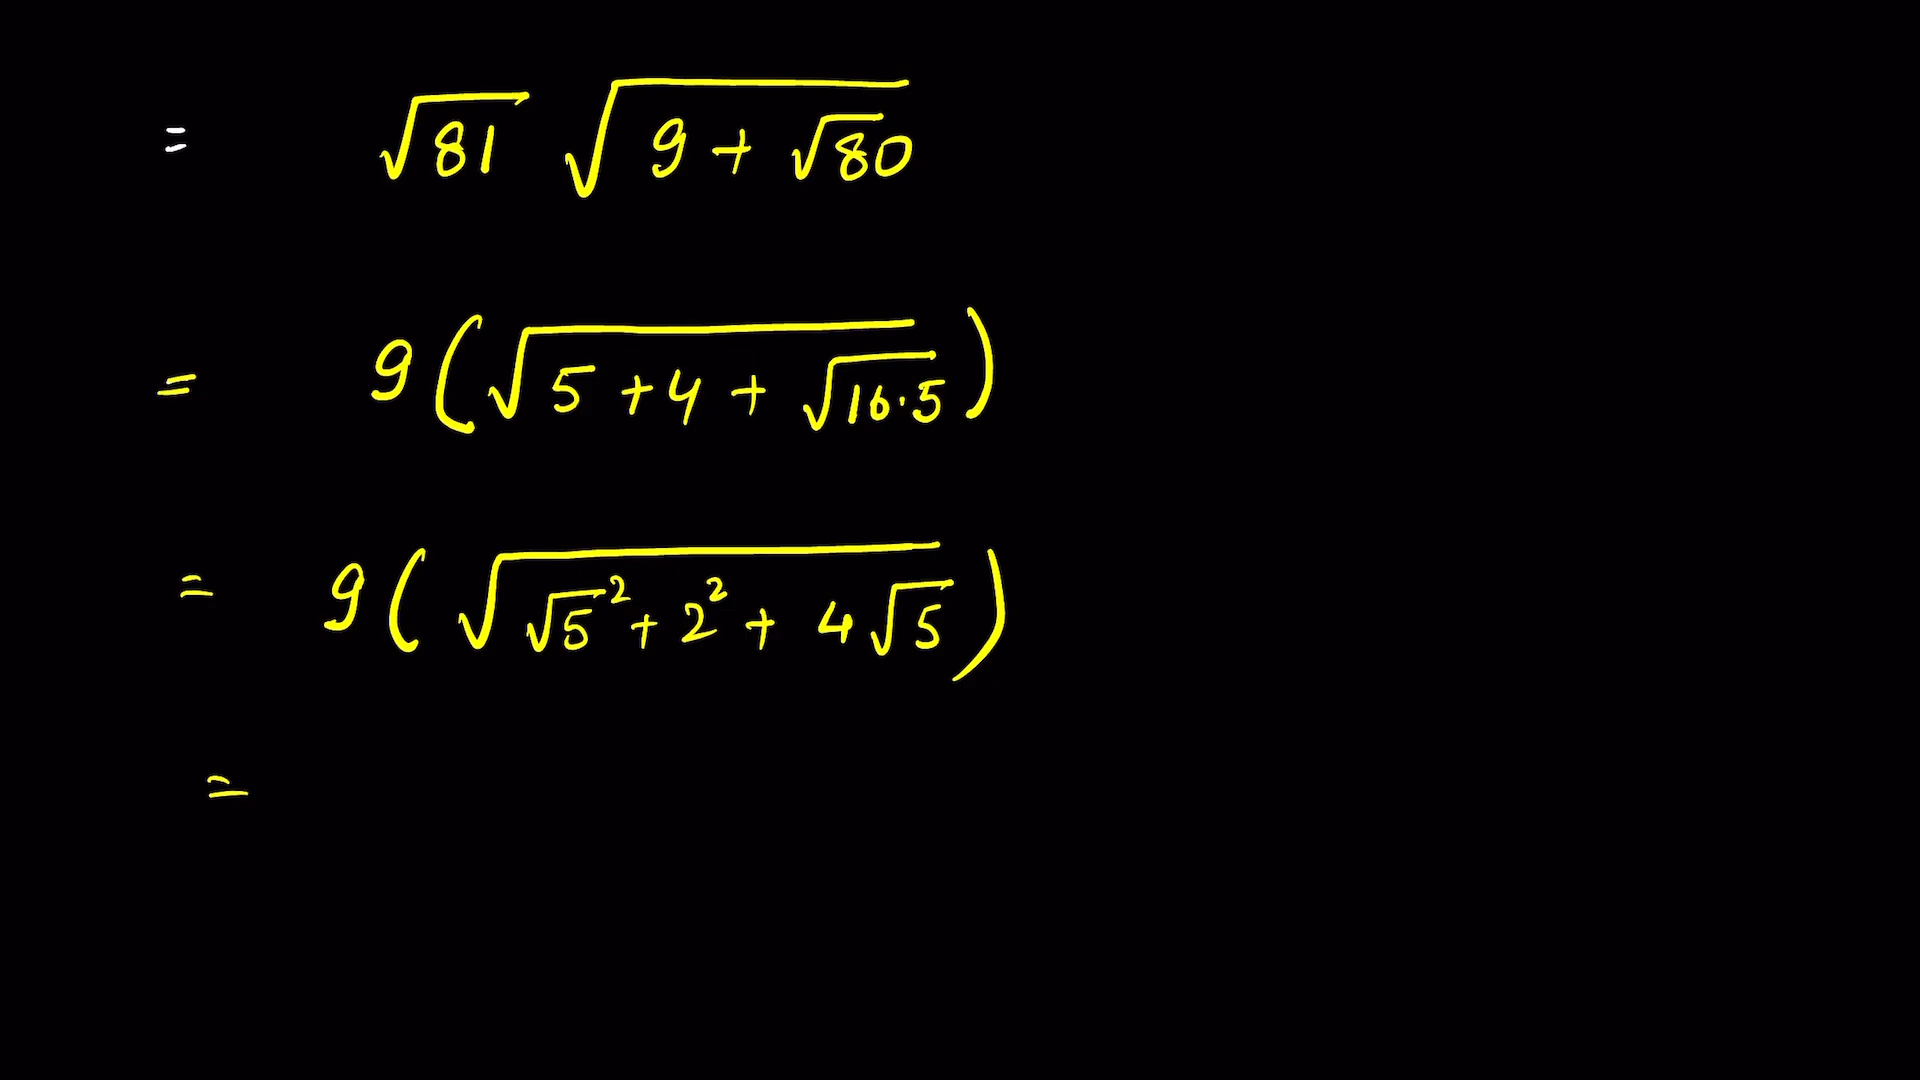 = √81 √(9 + √80)
= 9(√(5 + 4 + √(16·5)))
= 9(√(√5² + 2² + 4√5))
=